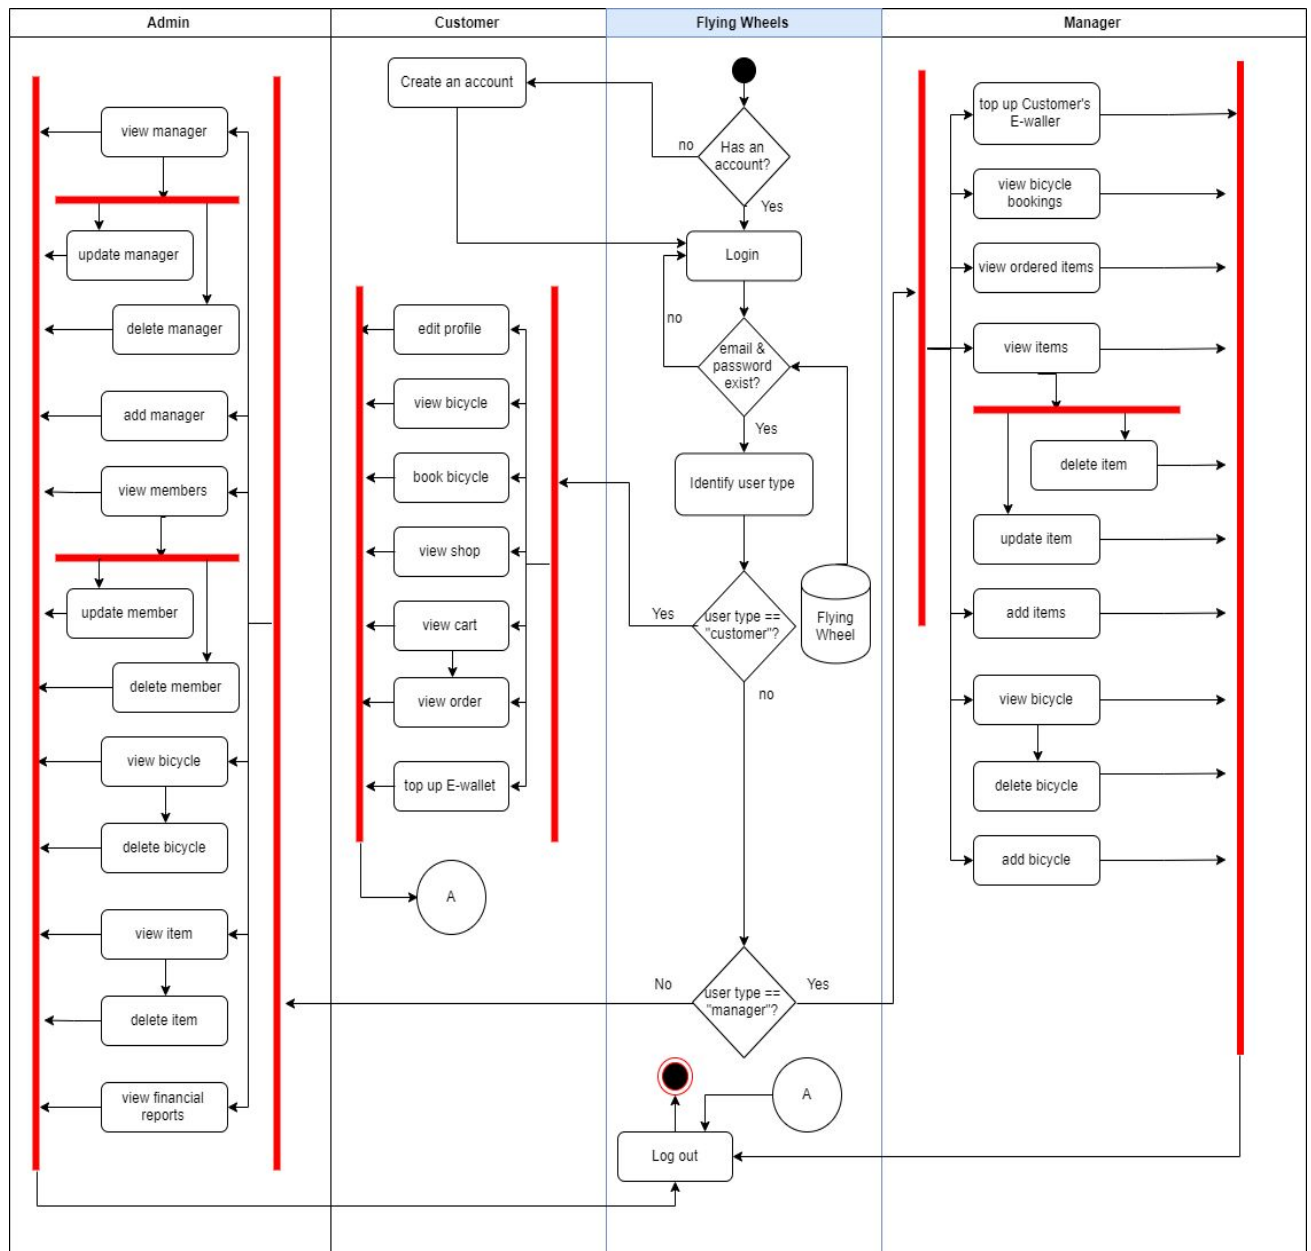 Admin
Customer
Flying Wheels
Manager
view manager
update manager
delete manager
add manager
view members
update member
delete member
view bicycle
delete bicycle
view item
delete item
view financial
reports
Create an account
edit profile
view bicycle
book bicycle
view shop
view cart
view order
top up E-wallet
A
Has an
account?
no
Yes
Login
no
email &
password
exist?
Yes
Identify user type
Flying
Wheel
user type ==
"customer"?
Yes
no
user type ==
"manager"?
No
Yes
A
Log out
top up Customer's
E-waller
view bicycle
bookings
view ordered items
view items
delete item
update item
add items
view bicycle
delete bicycle
add bicycle